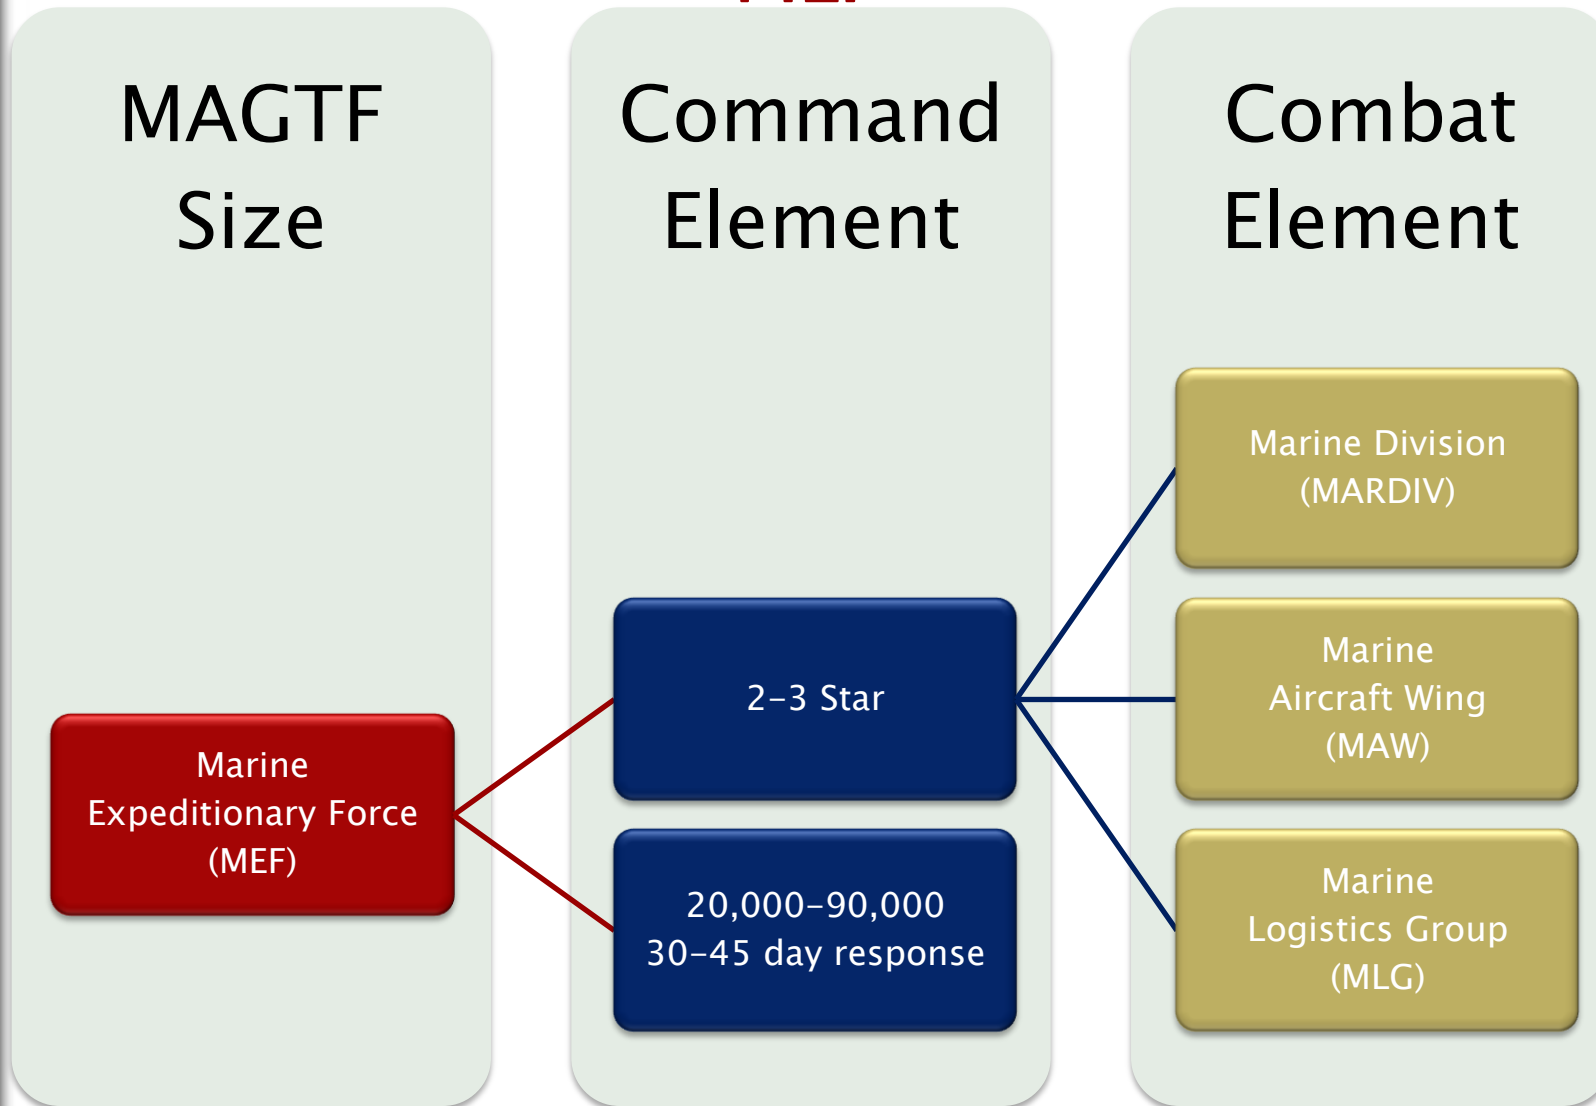 MAGTF
Size
Command
Element
Combat
Element
Marine
Expeditionary Force
(MEF)
2-3 Star
20,000-90,000
30-45 day response
Marine Division
(MARDIV)
Marine
Aircraft Wing
(MAW)
Marine
Logistics Group
(MLG)